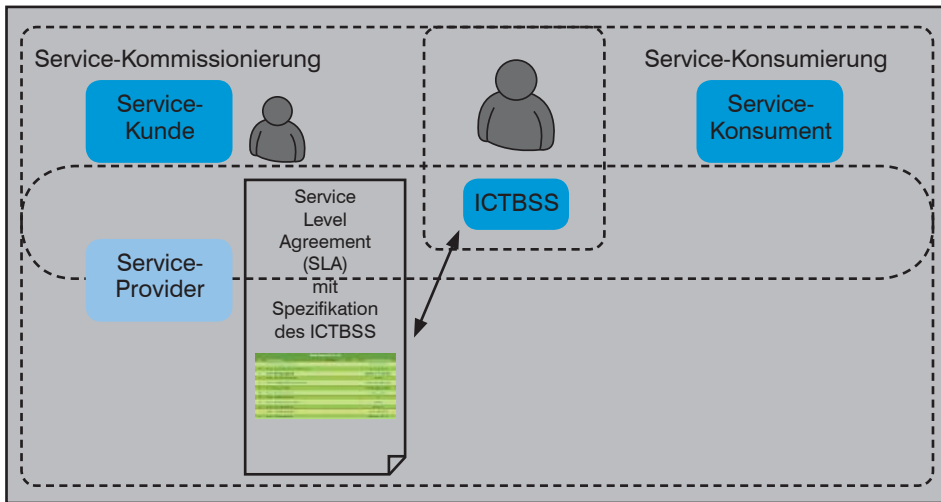 Service-Kommissionierung
Service-Konsumierung
Service-
Kunde
Service-
Konsument
ICTBSS
Service
Level
Agreement
(SLA)
mit
Spezifikation
des ICTBSS
Service-
Provider